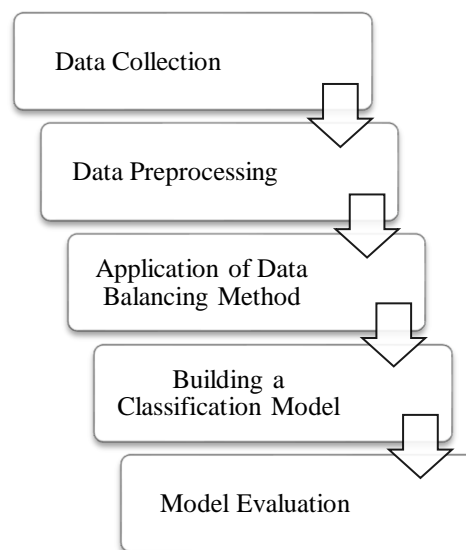 Data Collection
Data Preprocessing
Application of Data
Balancing Method
Building a
Classification Model
Model Evaluation